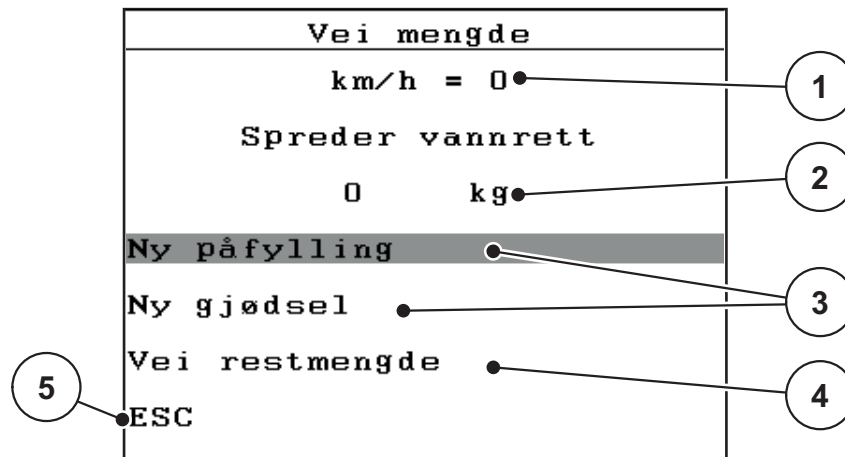 Vei mengde
km/h = 0
1
Spreder vannrett
2
0 kg
Ny påfylling
Ny gjødsel
3
Vei restmengde
4
5
ESC